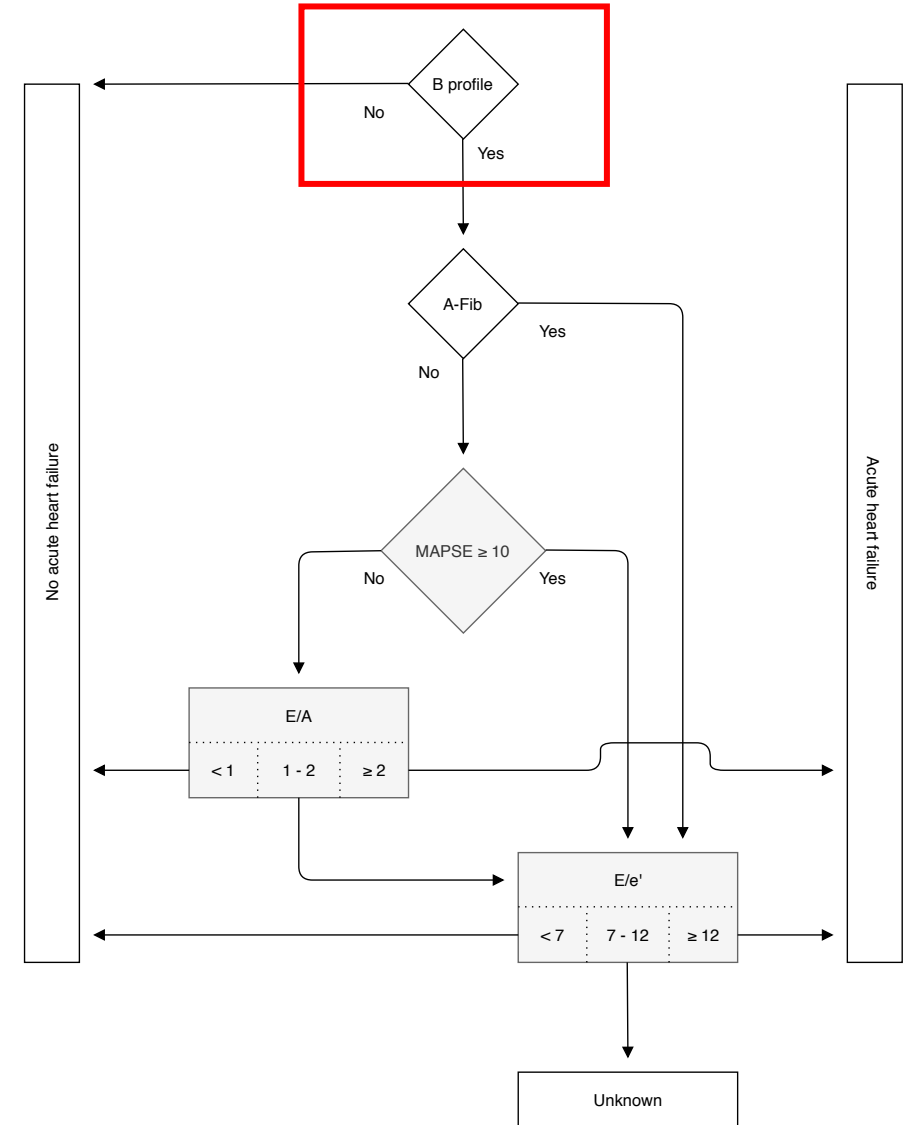 B profile
No
Yes
A-Fib
Yes
No
No acute heart failure
Acute heart failure
MAPSE ≥ 10
No
Yes
E/A
< 1
1 - 2
≥ 2
E/e'
< 7
7 - 12
≥ 12
Unknown